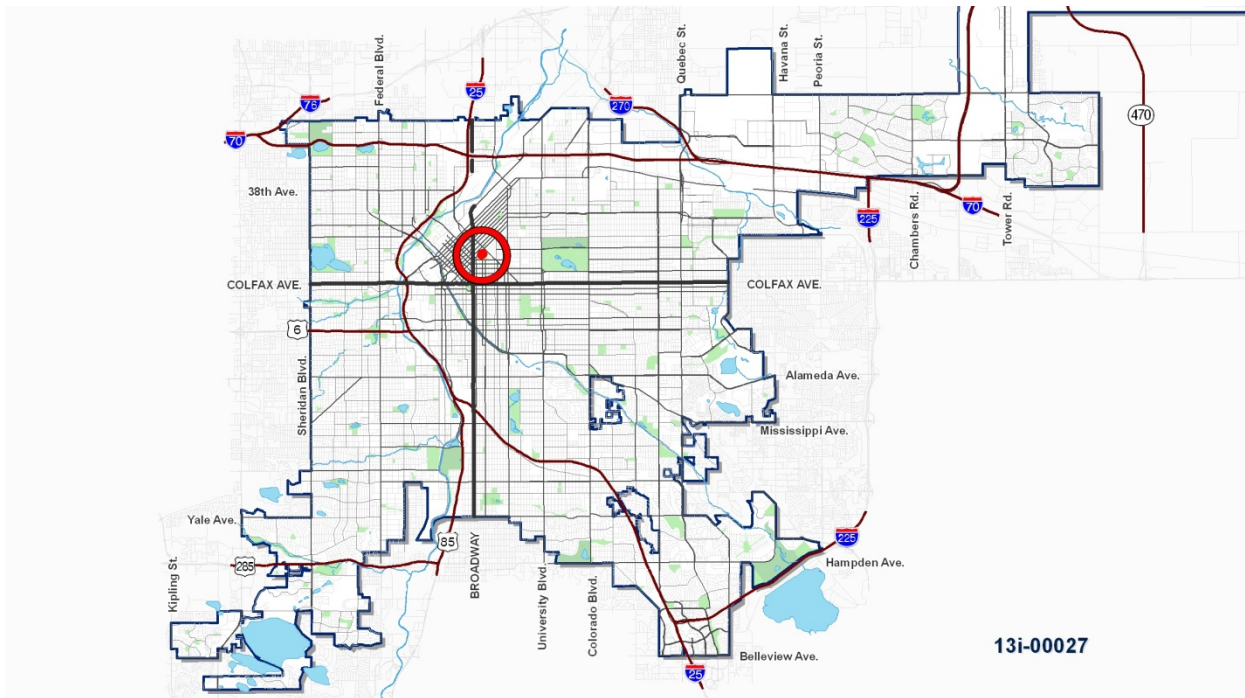 Federal Blvd.
Quebec St.
Havana St.
Peoria St.
76
25
270
70
470
38th Ave.
225
Chambers Rd.
70
Tower Rd.
COLFAX AVE.
COLFAX AVE.
6
Sheridan Blvd.
Alameda Ave.
Mississippi Ave.
Yale Ave.
85
225
285
Hampden Ave.
Kipling St.
BROADWAY
University Blvd.
Colorado Blvd.
Belleview Ave.
25
13i-00027